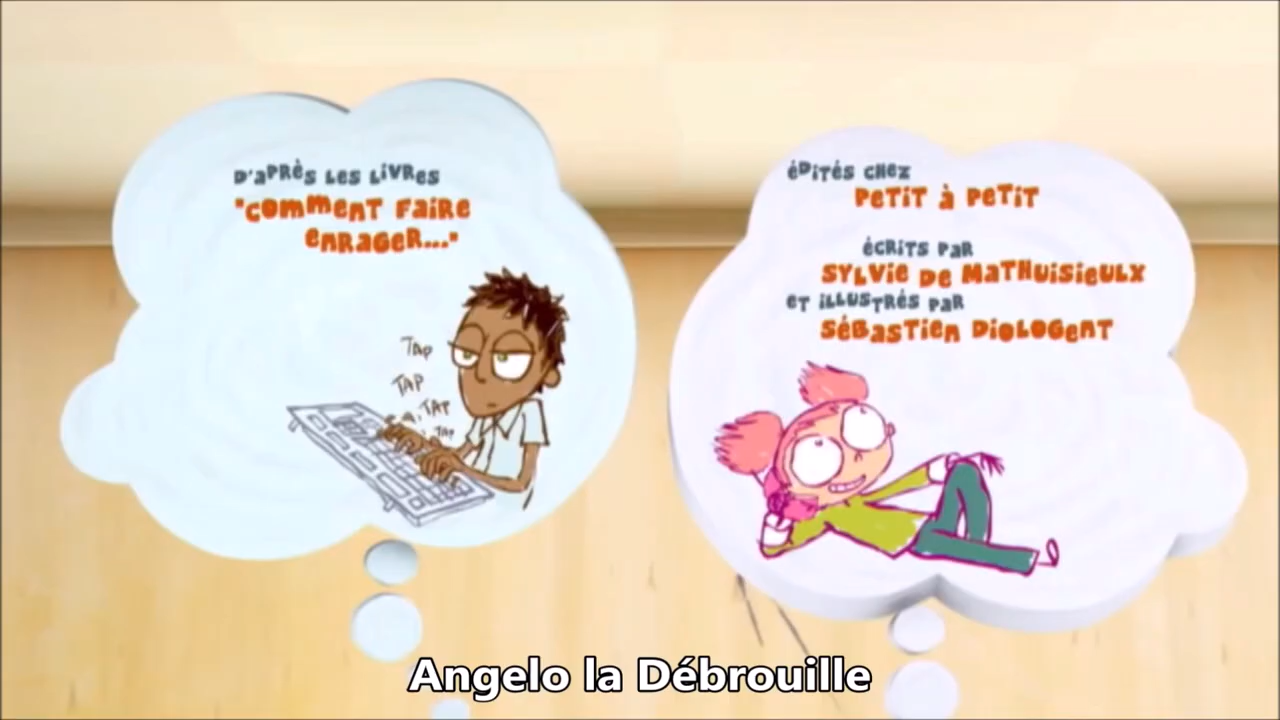 D'APRÈS LES LIVRES
"COMMENT FAIRE
ENRAGER..."
TAP
TAP
TAP
TAP
ÉDITÉS CHEZ
PETIT à PETIT
ÉCRITS PAR
SYLVIE DE MATHUISIEULX
ET ILLUSTRÉS PAR
SÉBASTIEN DIOLOGENT
Angelo la Débrouille